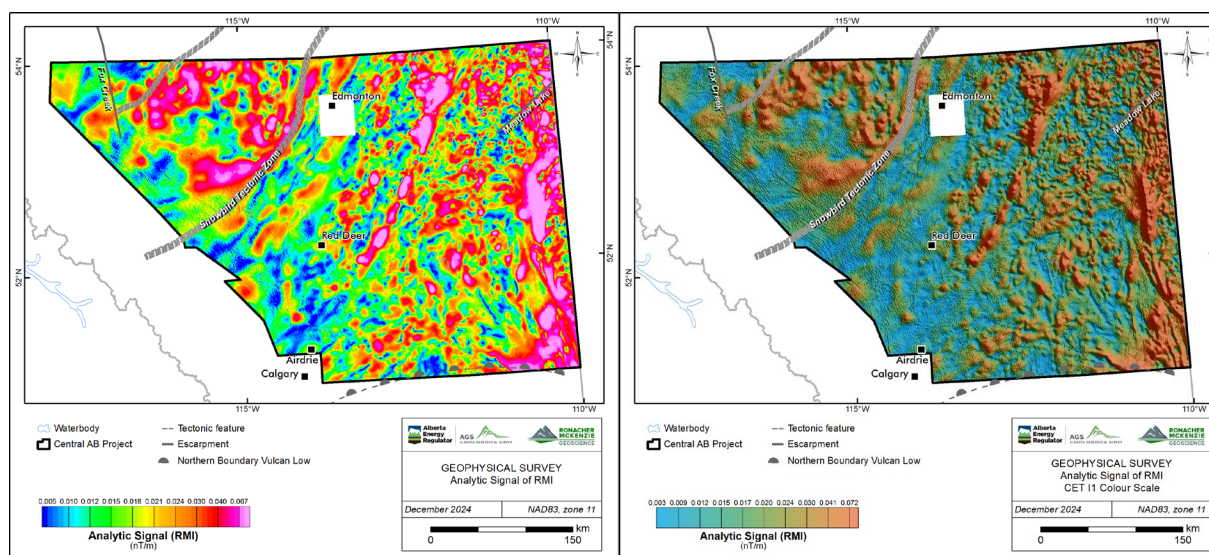 115°W
110°W
54°N
52°N
Fox Creek
Edmonton
Meadow Lake
Snowbird Tectonic Zone
Red Deer
Airdrie
Calgary
115°W
110°W
Waterbody
Central AB Project
Tectonic feature
Escarpment
Northern Boundary Vulcan Low
Alberta
Energy
Regulator
AGS
ALBERTA GEOLOGICAL SURVEY
RONACHER
MCKENZIE
GEOSCIENCE
GEOPHYSICAL SURVEY
Analytic Signal of RMI
December 2024
NAD83, zone 11
0.005 0.010 0.012 0.015 0.018 0.021 0.024 0.030 0.040 0.067
Analytic Signal (RMI)
(nT/m)
km
0
150
115°W
110°W
54°N
52°N
Fox Creek
Edmonton
Meadow Lake
Snowbird Tectonic Zone
Red Deer
Airdrie
Calgary
115°W
110°W
Waterbody
Central AB Project
Tectonic feature
Escarpment
Northern Boundary Vulcan Low
Alberta
Energy
Regulator
AGS
ALBERTA GEOLOGICAL SURVEY
RONACHER
MCKENZIE
GEOSCIENCE
GEOPHYSICAL SURVEY
Analytic Signal of RMI
CET I1 Colour Scale
December 2024
NAD83, zone 11
0.003 0.009 0.012 0.015 0.020 0.024 0.030 0.041 0.072
Analytic Signal (RMI)
(nT/m)
km
0
150